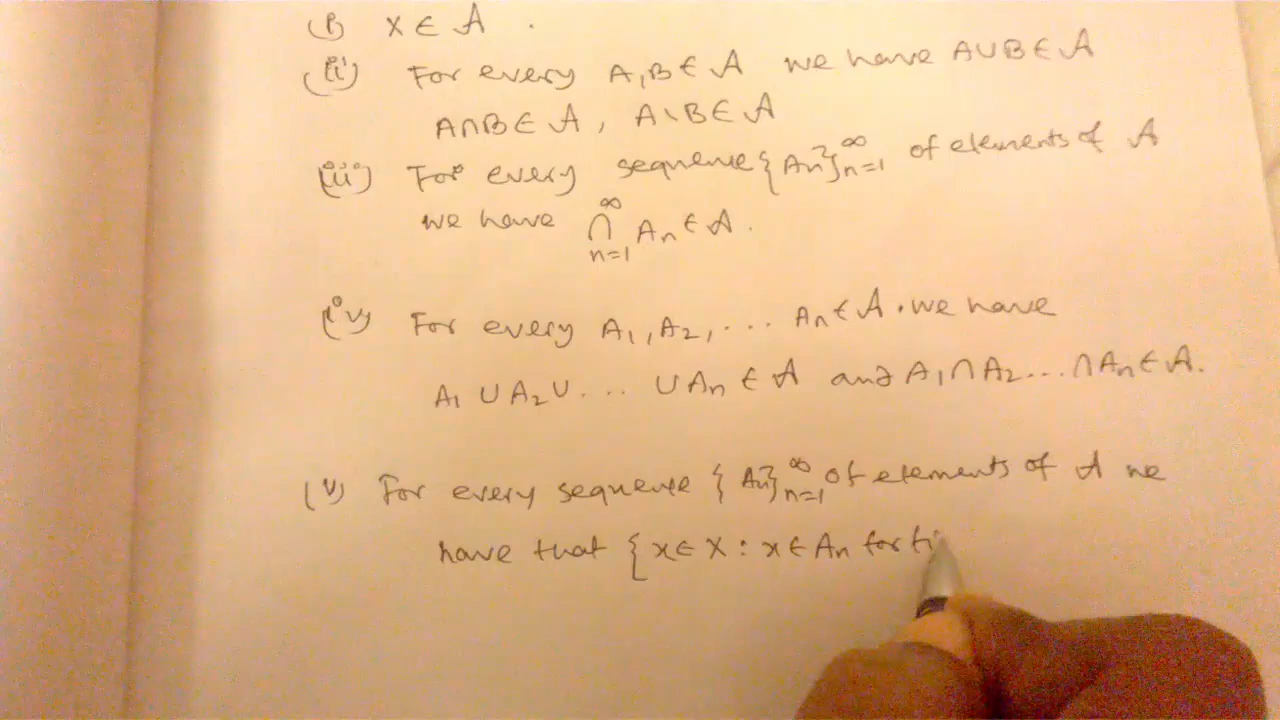 (i) X ∈ 𝒜 .
(ii) For every A, B ∈ 𝒜 we have A∪B ∈ 𝒜
A∩B ∈ 𝒜, A\B ∈ 𝒜
(iii) For every sequence {An}∞n=1 of elements of 𝒜
we have ∞⋂n=1 An ∈ 𝒜.
(iv) For every A1, A2, ... An ∈ 𝒜. we have
A1 ∪ A2 ∪ ... ∪ An ∈ 𝒜 and A1 ∩ A2 ... ∩ An ∈ 𝒜.
(v) For every sequence {An}∞n=1 of elements of 𝒜 we
have that {x ∈ X : x ∈ An for